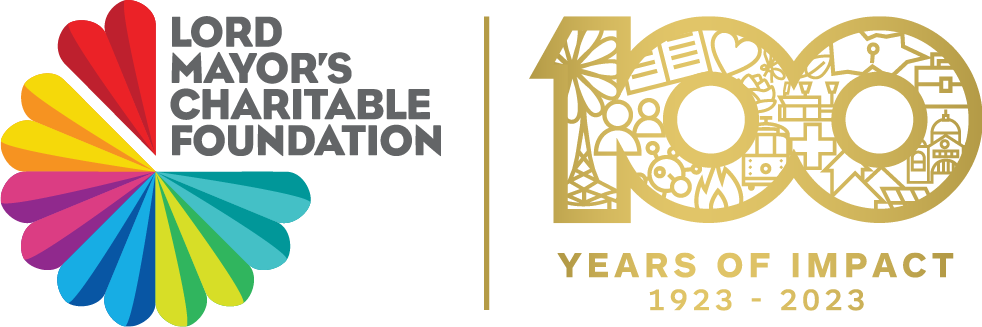 LORD
MAYOR'S
CHARITABLE
FOUNDATION
100
YEARS OF IMPACT
1923 - 2023